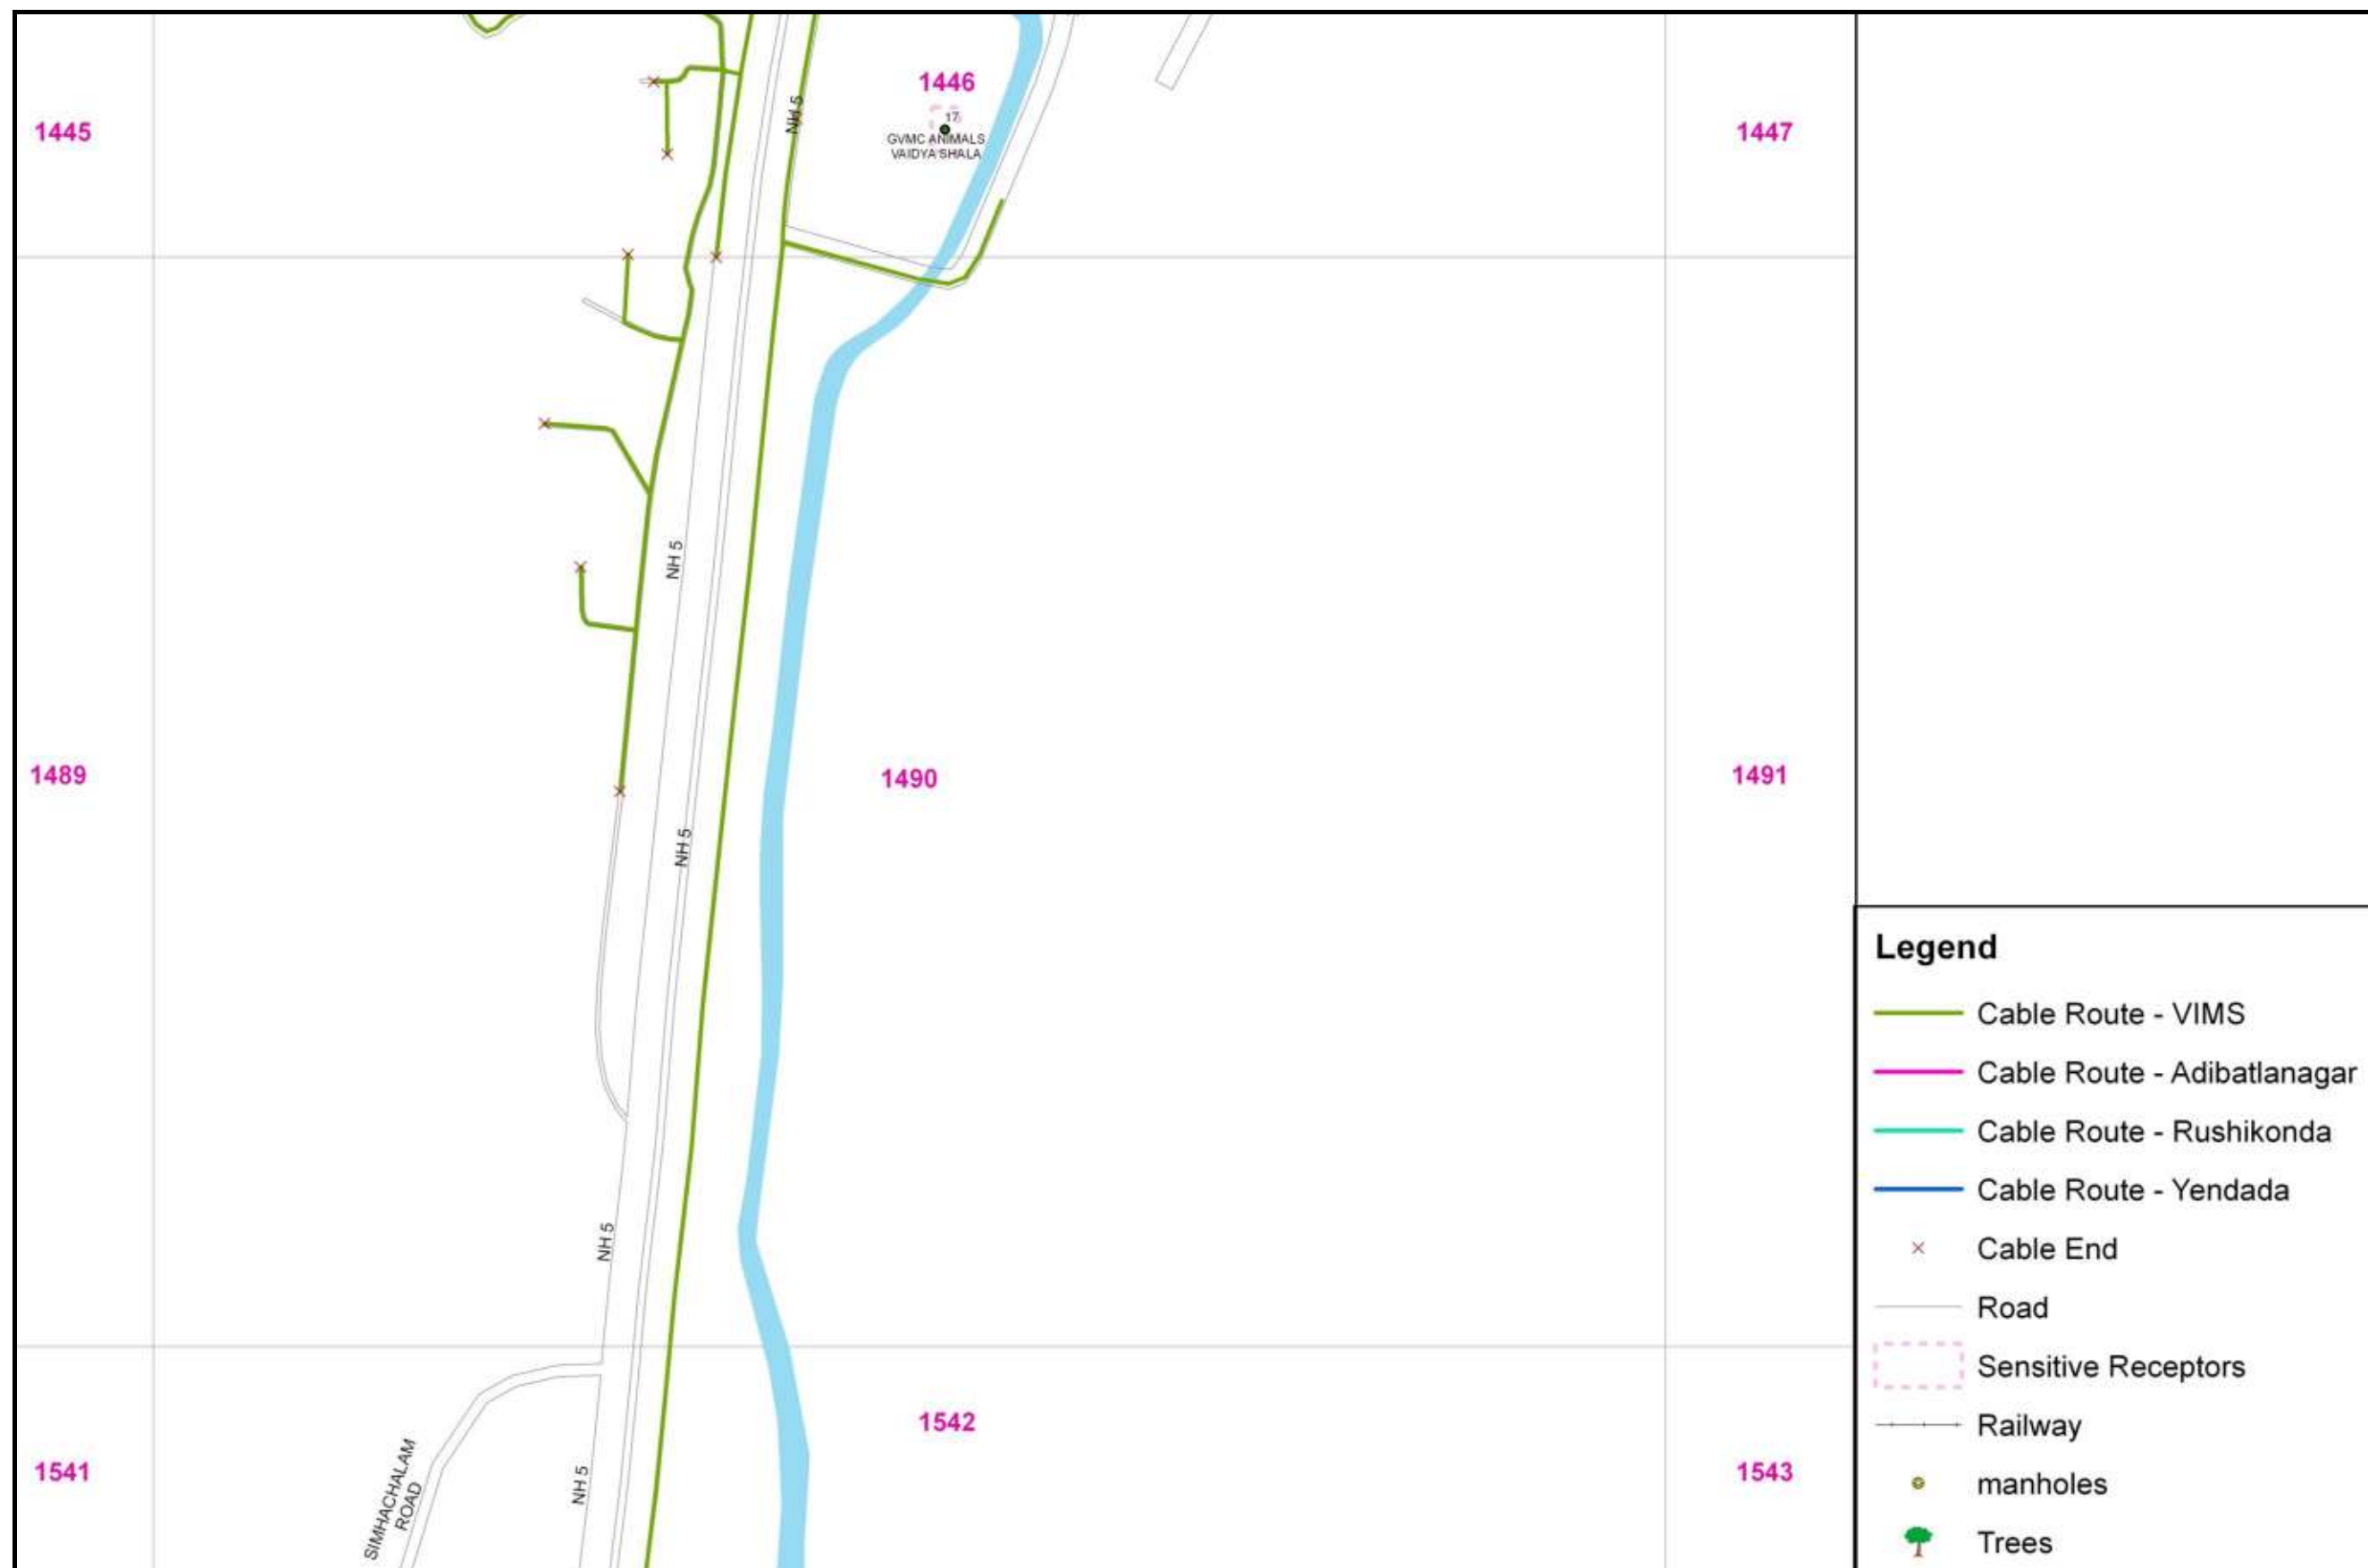 1445
1446
1447
NH 5
17
GVMC ANIMALS
VAIDYA SHALA
NH 5
1489
1490
1491
NH 5
NH 5
1541
1542
1543
SIMHACHALAM
ROAD
NH 5
Legend
Cable Route - VIMS
Cable Route - Adibatlanagar
Cable Route - Rushikonda
Cable Route - Yendada
Cable End
Road
Sensitive Receptors
Railway
manholes
Trees